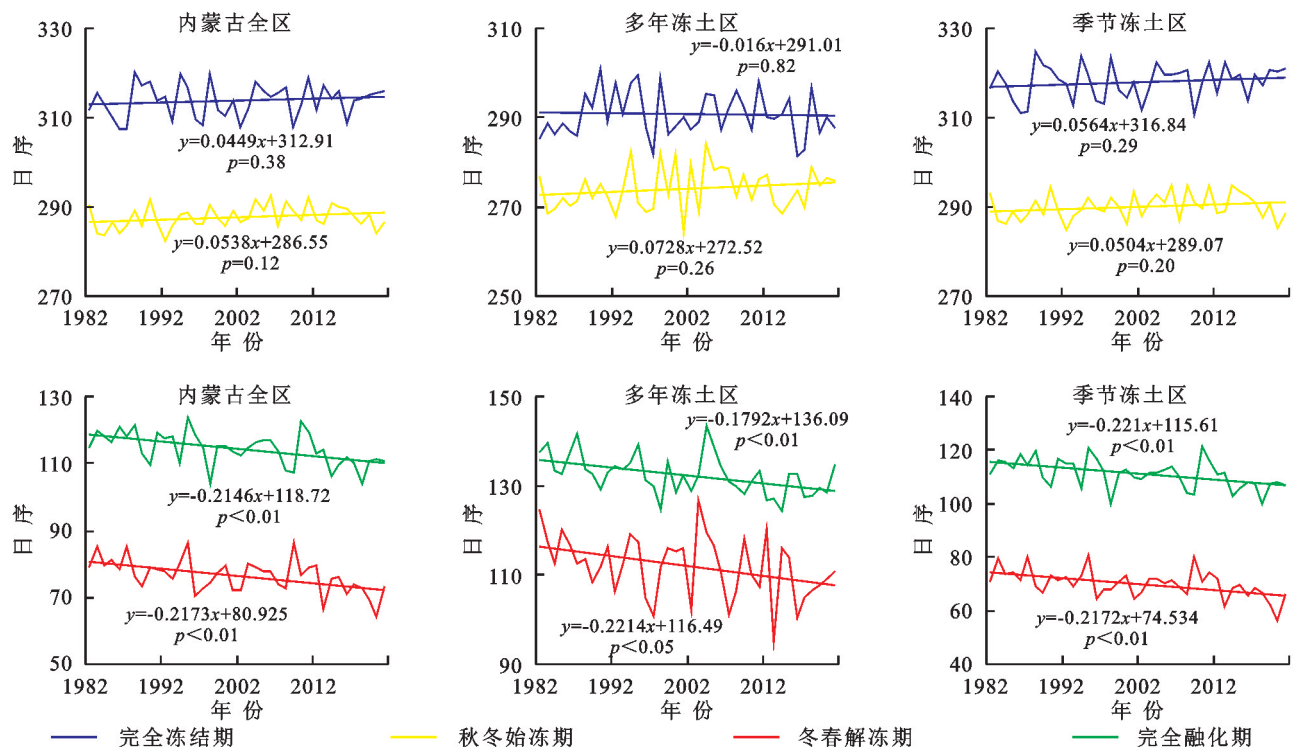 内蒙古全区
330
310
290
270
日序
y=0.0449x+312.91
p=0.38
y=0.0538x+286.55
p=0.12
1982 1992 2002 2012
年份
多年冻土区
310
290
270
250
日序
y=-0.016x+291.01
p=0.82
y=0.0728x+272.52
p=0.26
1982 1992 2002 2012
年份
季节冻土区
330
310
290
270
日序
y=0.0564x+316.84
p=0.29
y=0.0504x+289.07
p=0.20
1982 1992 2002 2012
年份
内蒙古全区
130
110
90
70
50
日序
y=-0.2146x+118.72
p<0.01
y=-0.2173x+80.925
p<0.01
1982 1992 2002 2012
年份
多年冻土区
150
130
110
90
日序
y=-0.1792x+136.09
p<0.01
y=-0.2214x+116.49
p<0.05
1982 1992 2002 2012
年份
季节冻土区
140
120
100
80
60
40
日序
y=-0.221x+115.61
p<0.01
y=-0.2172x+74.534
p<0.01
1982 1992 2002 2012
年份
完全冻结期 秋冬始冻期 冬春解冻期 完全融化期